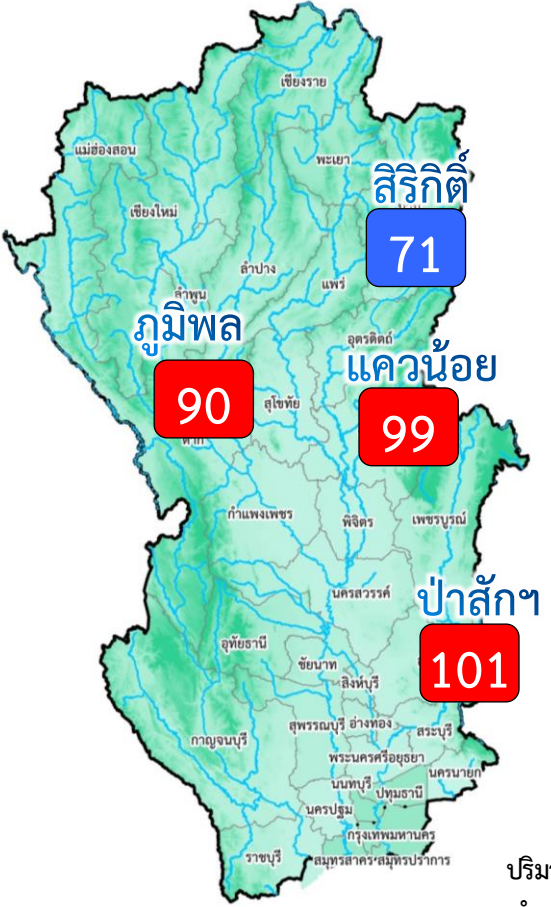 เชียงราย
แม่ฮ่องสอน
พะเยา
เชียงใหม่
สิริกิติ์
71
ลำปาง
แพร่
ลำพูน
ภูมิพล
90
อุตรดิตถ์
แควน้อย
99
สุโขทัย
ตาก
กำแพงเพชร
พิจิตร
เพชรบูรณ์
นครสวรรค์
ป่าสักฯ
101
อุทัยธานี
ชัยนาท
สิงห์บุรี
สุพรรณบุรี อ่างทอง
สระบุรี
กาญจนบุรี
พระนครศรีอยุธยา
นครนายก
นนทบุรี
ปทุมธานี
นครปฐม
กรุงเทพมหานคร
ราชบุรี
สมุทรสาคร สมุทรปราการ